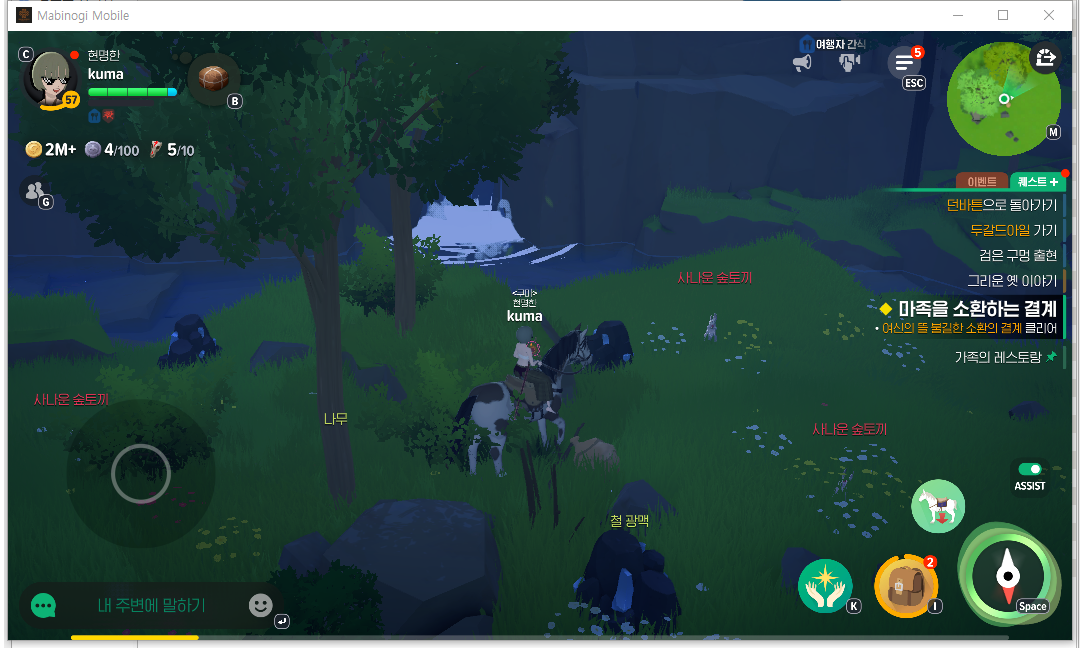 Mabinogi Mobile
C
현명한
kuma
57
B
여행자 간식
5
ESC
M
2M+ 4/100 5/10
G
이벤트 퀘스트 +
던바튼으로 돌아가기
두갈드아일 가기
검은 구멍 출현
그리운 옛 이야기
마족을 소환하는 결계
• 여신의 뜰 불길한 소환의 결계 클리어
가족의 레스토랑
사나운 숲토끼
<구미>
현명한
kuma
사나운 숲토끼
나무
사나운 숲토끼
ASSIST
철 광맥
2
내 주변에 말하기
K
I
Space